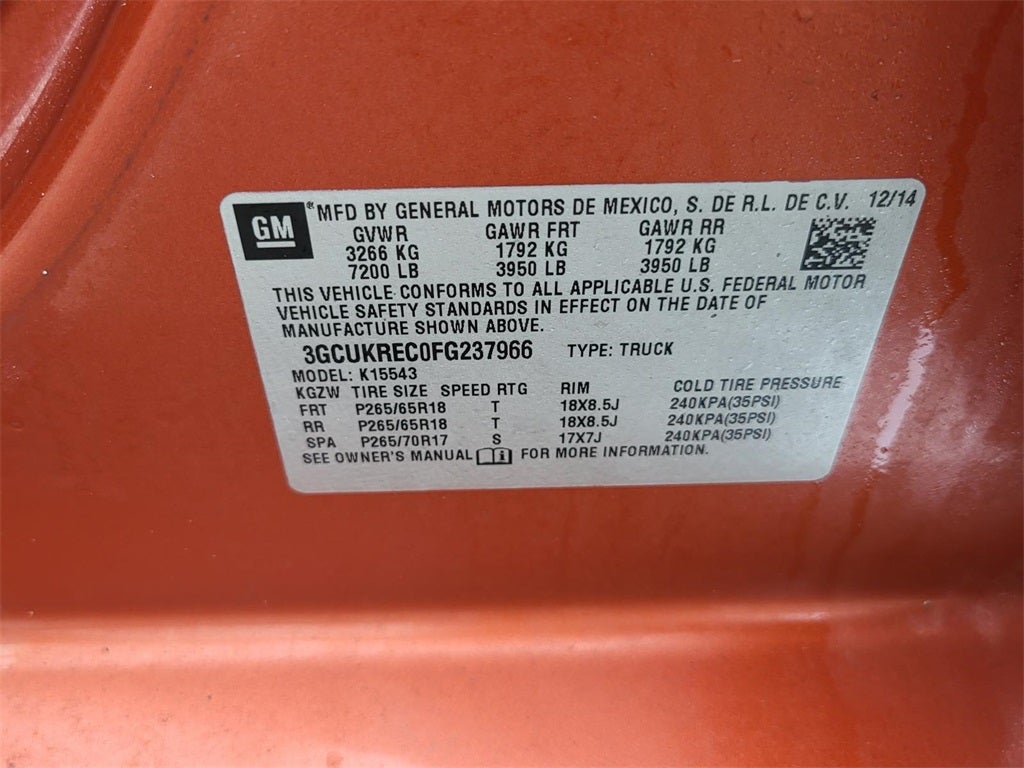 GM
®MFD BY GENERAL MOTORS DE MEXICO, S. DE R.L. DE C.V. 12/14
GVWR GAWR FRT GAWR RR
3266 KG 1792 KG 1792 KG
7200 LB 3950 LB 3950 LB
THIS VEHICLE CONFORMS TO ALL APPLICABLE U.S. FEDERAL MOTOR
VEHICLE SAFETY STANDARDS IN EFFECT ON THE DATE OF
MANUFACTURE SHOWN ABOVE.
3GCUKREC0FG237966 TYPE: TRUCK
MODEL: K15543
KGZW TIRE SIZE SPEED RTG RIM COLD TIRE PRESSURE
FRT P265/65R18 T 18X8.5J 240KPA(35PSI)
RR P265/65R18 T 18X8.5J 240KPA(35PSI)
SPA P265/70R17 S 17X7J 240KPA(35PSI)
SEE OWNER'S MANUAL FOR MORE INFORMATION.